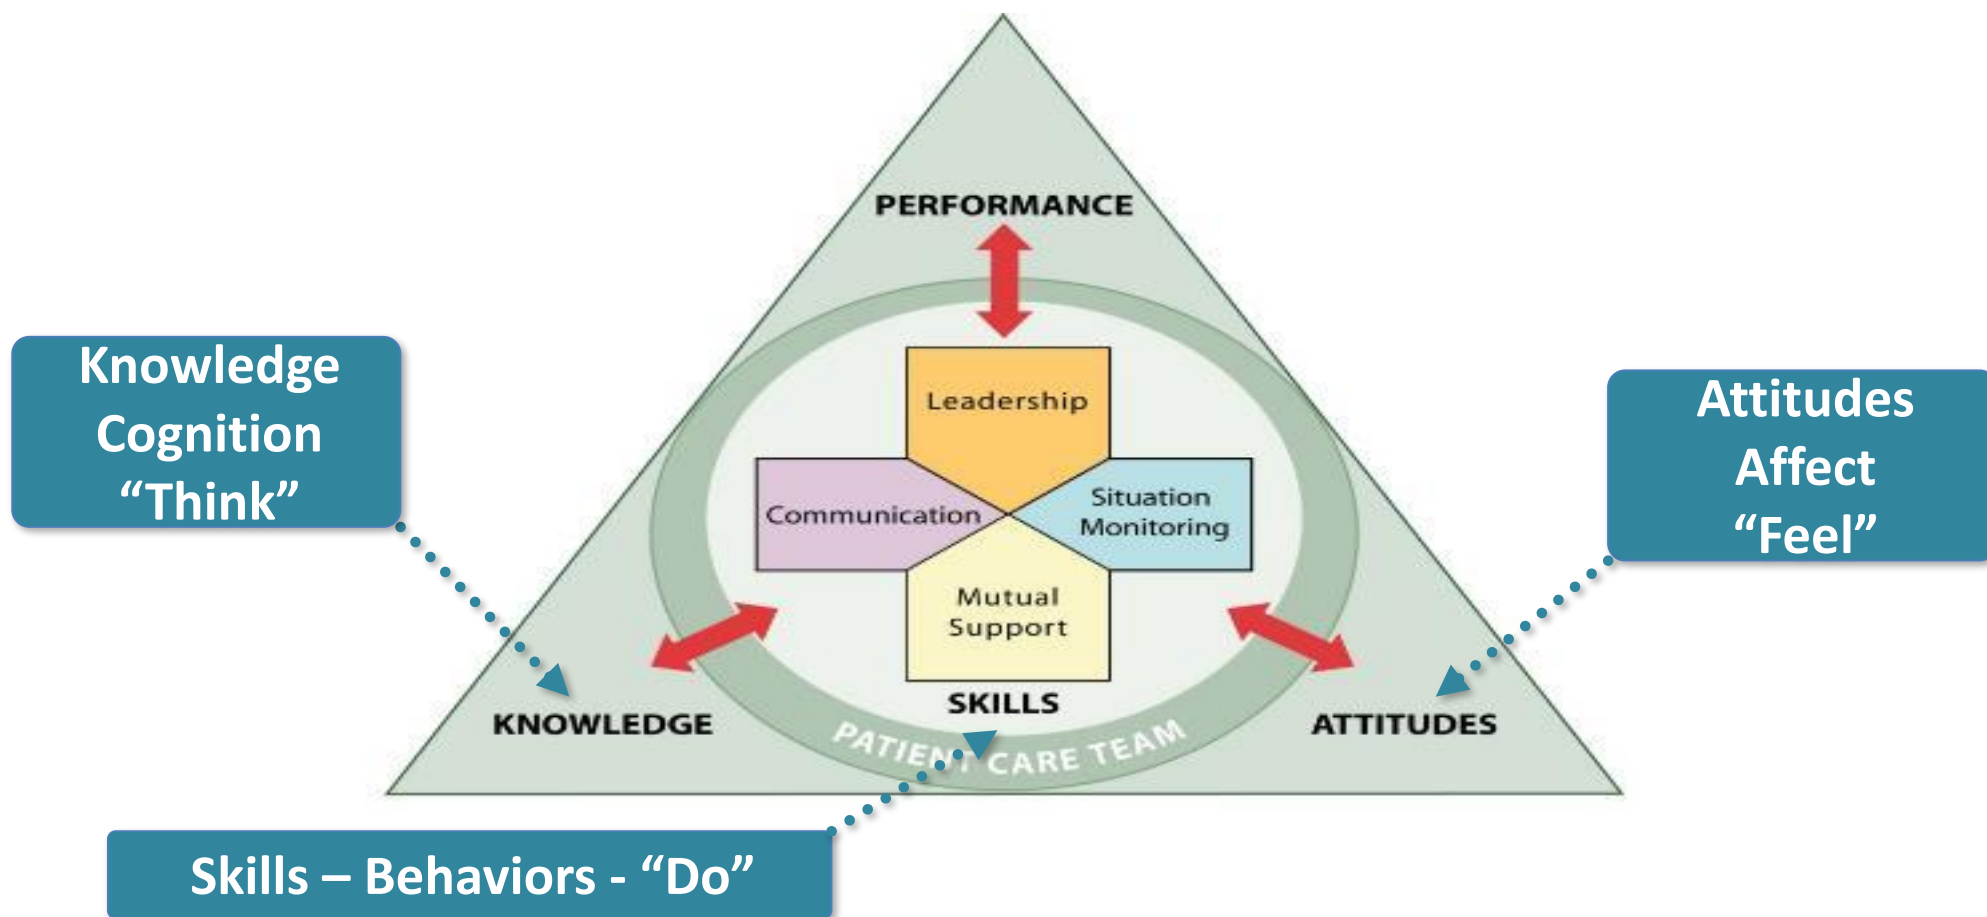 PERFORMANCE
Knowledge
Cognition
“Think”
Attitudes
Affect
“Feel”
Leadership
Communication
Situation
Monitoring
Mutual
Support
SKILLS
KNOWLEDGE
ATTITUDES
PATIENT CARE TEAM
Skills – Behaviors - “Do”